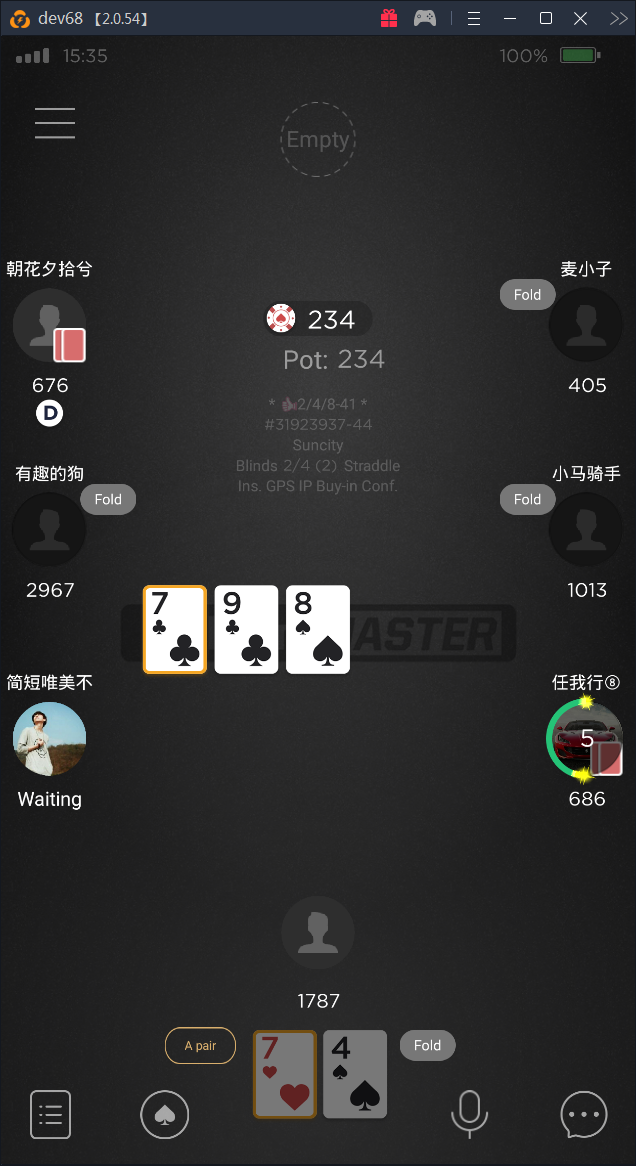 dev68 【2.0.54】
15:35
100%
Empty
朝花夕拾兮
麦小子
Fold
234
Pot: 234
676
405
D
* 2/4/8-41 *
#31923937-44
Suncity
Blinds 2/4 (2) Straddle
Ins. GPS IP Buy-in Conf.
有趣的狗
小马骑手
Fold
Fold
2967
1013
7
9
8
MASTER
简短唯美不
任我行⑧
5
Waiting
686
1787
A pair
7
4
Fold